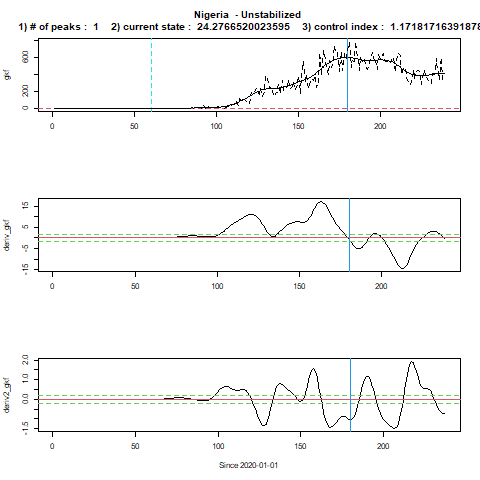 Nigeria - Unstabilized
1) # of peaks : 1 2) current state : 24.2766520023595 3) control index : 1.1718171639187
gkf
0 200 600
0 50 100 150 200
deriv_gkf
-15 -5 5 15
0 50 100 150 200
deriv2_gkf
-1.5 0.0 1.0 2.0
0 50 100 150 200
Since 2020-01-01